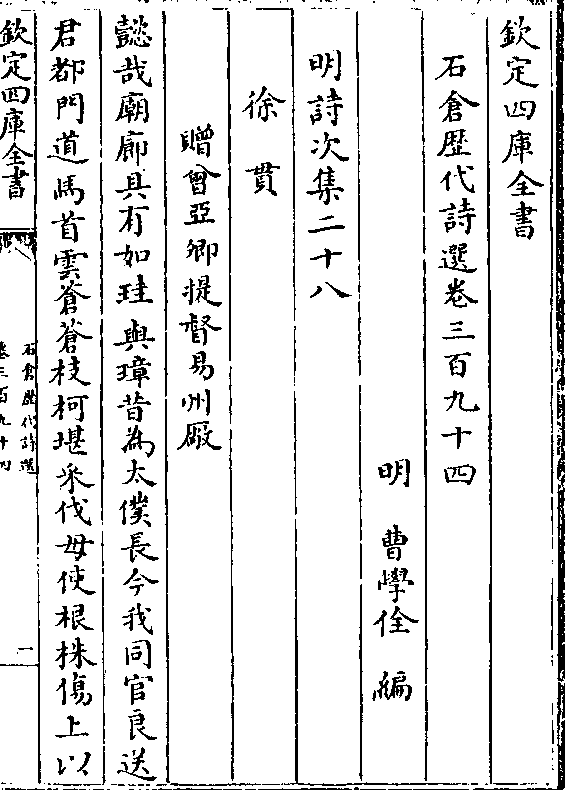 欽定四庫全書
石倉歴代詩選卷三百九十四
明 曹學佺 編
明詩次集二十八
徐貫
贈曾亞卿提督易州厰
懿哉廟廊具有如珪與璋昔為太僕長今我同官良送
君都門道馬首雲蒼蒼枝柯堪采伐毋使根株傷上以
欽定四庫全書
石倉歴代詩選
卷三百九十四
一